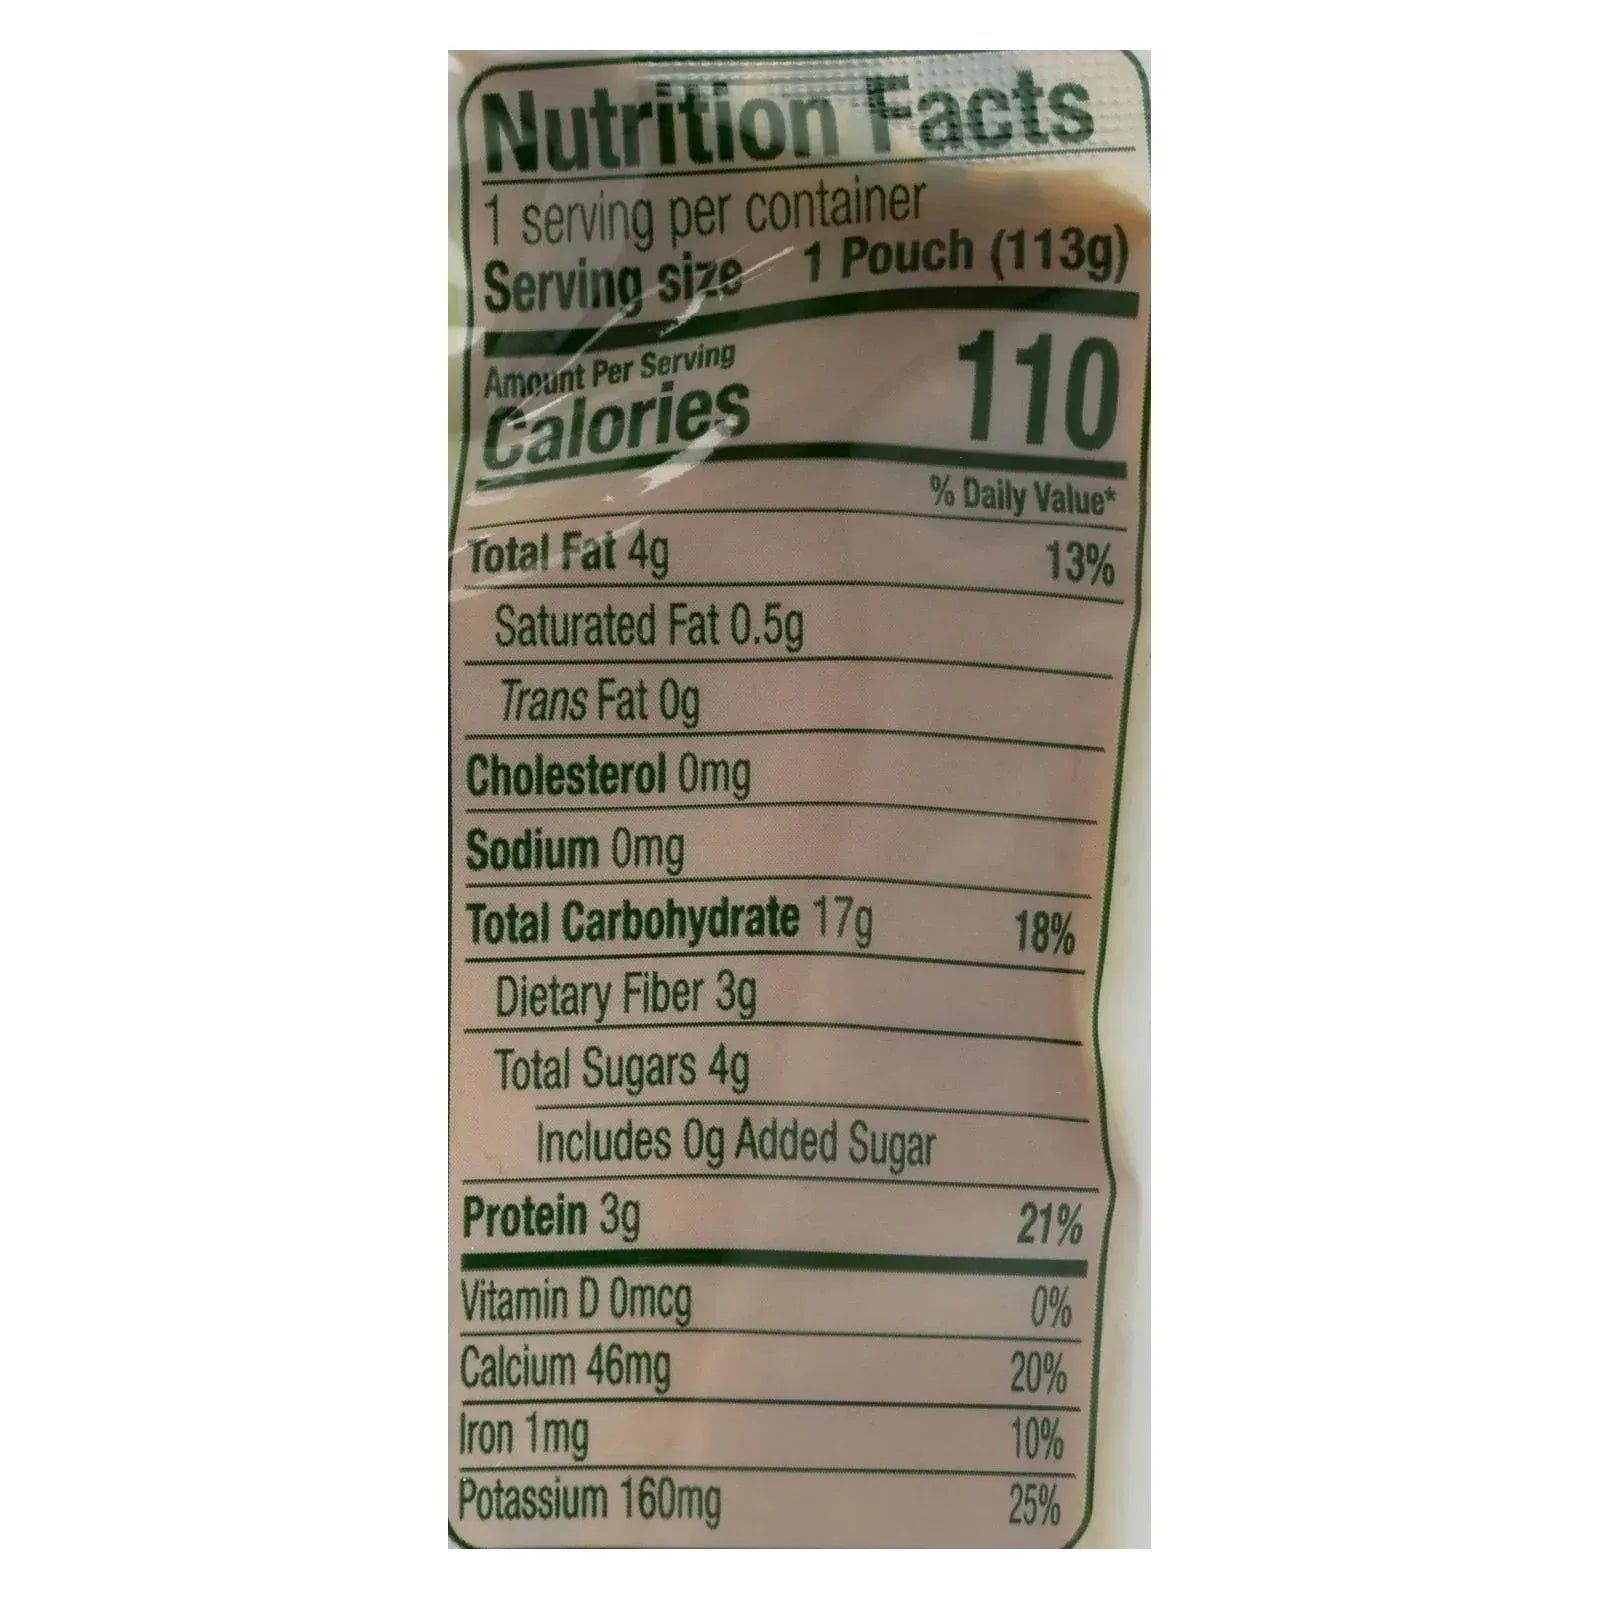 Nutrition Facts
1 serving per container
Serving size 1 Pouch (113g)
Amount Per Serving
Calories 110
% Daily Value*
Total Fat 4g 13%
Saturated Fat 0.5g
Trans Fat 0g
Cholesterol 0mg
Sodium 0mg
Total Carbohydrate 17g 18%
Dietary Fiber 3g
Total Sugars 4g
Includes 0g Added Sugar
Protein 3g 21%
Vitamin D 0mcg 0%
Calcium 46mg 20%
Iron 1mg 10%
Potassium 160mg 25%